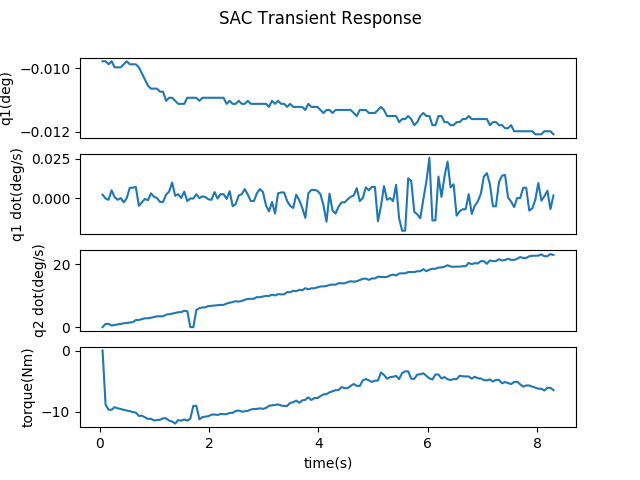 SAC Transient Response
q1(deg)
−0.010
−0.012
q1 dot(deg/s)
0.025
0.000
q2 dot(deg/s)
20
0
torque(Nm)
0
−10
0 2 4 6 8
time(s)